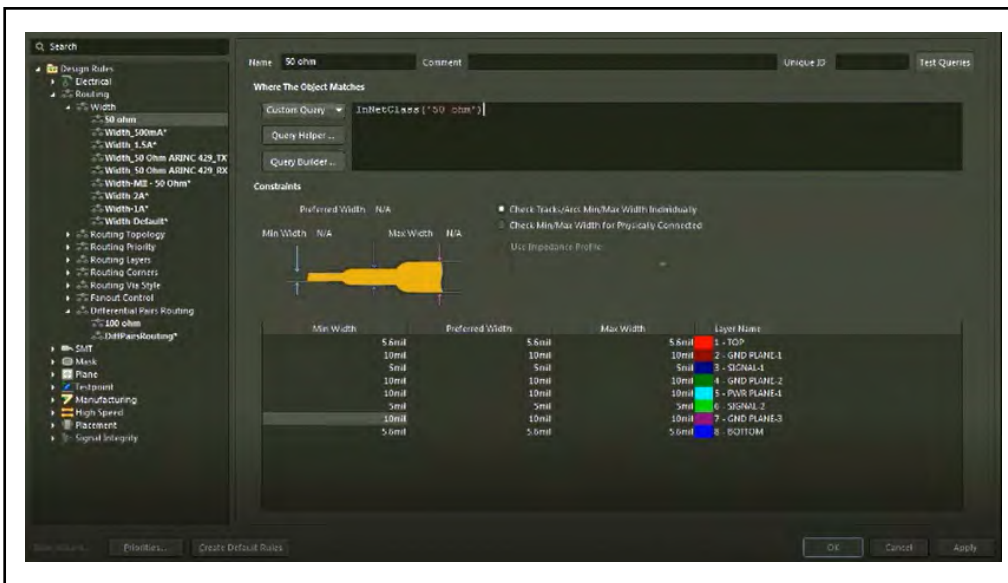 Search
Name 50 ohm Comment Unique ID Test Queries
Design Rules
Electrical
Routing
Width
50 ohm
Width_500mA*
Width_1.5A*
Width_50 Ohm ARINC 429_TX
Width_50 Ohm ARINC 429_RX
Width-MII - 50 Ohm*
Width 2A*
Width-1A*
Width Default*
Routing Topology
Routing Priority
Routing Layers
Routing Corners
Routing Via Style
Fanout Control
Differential Pairs Routing
100 ohm
DiffPairsRouting*
SMT
Mask
Plane
Testpoint
Manufacturing
High Speed
Placement
Signal Integrity
Where The Object Matches
Custom Query InNetClass('50 ohm')
Query Helper ...
Query Builder ...
Constraints
Preferred Width N/A
Min Width N/A Max Width N/A
Check Tracks/Arcs Min/Max Width Individually
Check Min/Max Width for Physically Connected
Use Impedance Profile
Min Width Preferred Width Max Width Layer Name
5.6mil 5.6mil 5.6mil 1 - TOP
10mil 10mil 10mil 2 - GND PLANE-1
5mil 5mil 5mil 3 - SIGNAL-1
10mil 10mil 10mil 4 - GND PLANE-2
10mil 10mil 10mil 5 - PWR PLANE-1
5mil 5mil 5mil 6 - SIGNAL-2
10mil 10mil 10mil 7 - GND PLANE-3
5.6mil 5.6mil 5.6mil 8 - BOTTOM
Priorities... Create Default Rules OK Cancel Apply